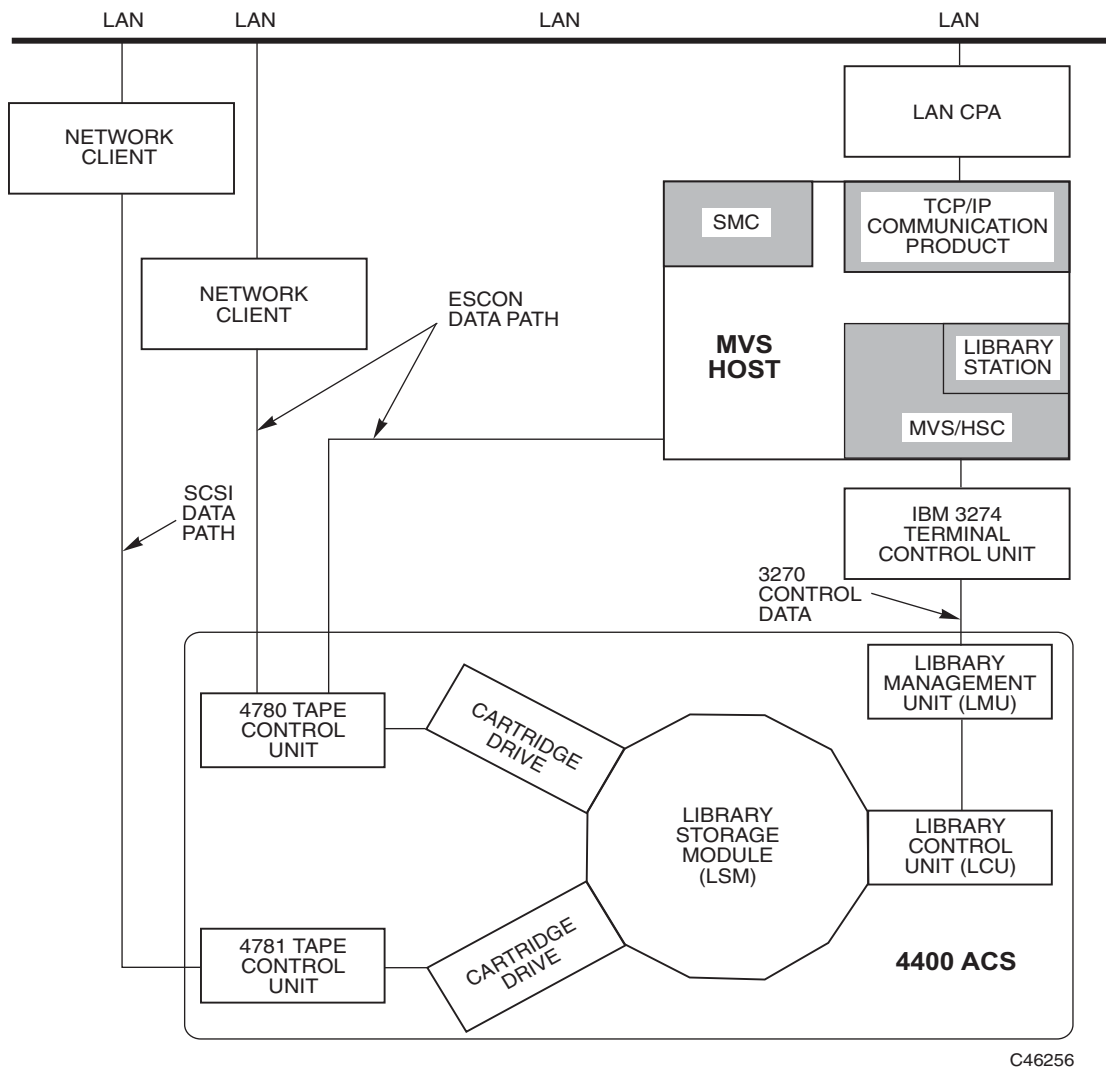 LAN
LAN
LAN
LAN
NETWORK
CLIENT
LAN CPA
SMC
TCP/IP
COMMUNICATION
PRODUCT
NETWORK
CLIENT
ESCON
DATA PATH
MVS
HOST
LIBRARY
STATION
MVS/HSC
SCSI
DATA
PATH
IBM 3274
TERMINAL
CONTROL UNIT
3270
CONTROL
DATA
LIBRARY
MANAGEMENT
UNIT (LMU)
4780 TAPE
CONTROL
UNIT
CARTRIDGE
DRIVE
LIBRARY
STORAGE
MODULE
(LSM)
LIBRARY
CONTROL
UNIT (LCU)
4781 TAPE
CONTROL
UNIT
CARTRIDGE
DRIVE
4400 ACS
C46256